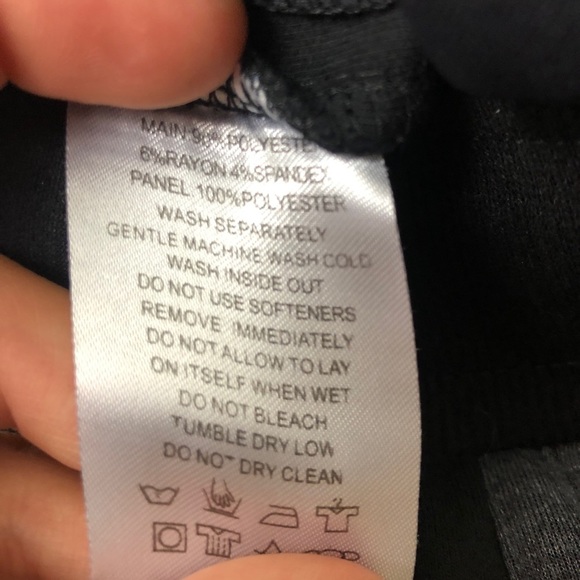 MAIN 90%POLYESTE
6%RAYON 4%SPANDEX
PANEL 100%POLYESTER
WASH SEPARATELY
GENTLE MACHINE WASH COLD
WASH INSIDE OUT
DO NOT USE SOFTENERS
REMOVE IMMEDIATELY
DO NOT ALLOW TO LAY
ON ITSELF WHEN WET
DO NOT BLEACH
TUMBLE DRY LOW
DO NOT DRY CLEAN